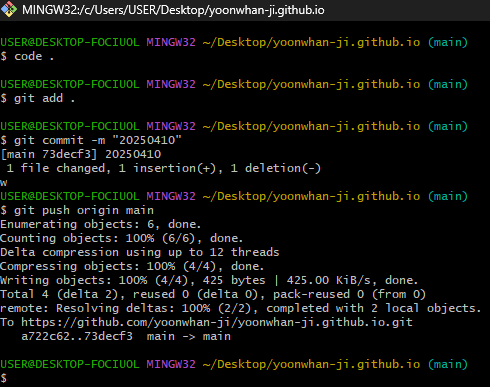 MINGW32:/c/Users/USER/Desktop/yoonwhan-ji.github.io
USER@DESKTOP-FOCIUOL MINGW32 ~/Desktop/yoonwhan-ji.github.io (main)
$ code .
USER@DESKTOP-FOCIUOL MINGW32 ~/Desktop/yoonwhan-ji.github.io (main)
$ git add .
USER@DESKTOP-FOCIUOL MINGW32 ~/Desktop/yoonwhan-ji.github.io (main)
$ git commit -m "20250410"
[main 73decf3] 20250410
 1 file changed, 1 insertion(+), 1 deletion(-)
w
USER@DESKTOP-FOCIUOL MINGW32 ~/Desktop/yoonwhan-ji.github.io (main)
$ git push origin main
Enumerating objects: 6, done.
Counting objects: 100% (6/6), done.
Delta compression using up to 12 threads
Compressing objects: 100% (4/4), done.
Writing objects: 100% (4/4), 425 bytes | 425.00 KiB/s, done.
Total 4 (delta 2), reused 0 (delta 0), pack-reused 0 (from 0)
remote: Resolving deltas: 100% (2/2), completed with 2 local objects.
To https://github.com/yoonwhan-ji/yoonwhan-ji.github.io.git
   a722c62..73decf3  main -> main
USER@DESKTOP-FOCIUOL MINGW32 ~/Desktop/yoonwhan-ji.github.io (main)
$